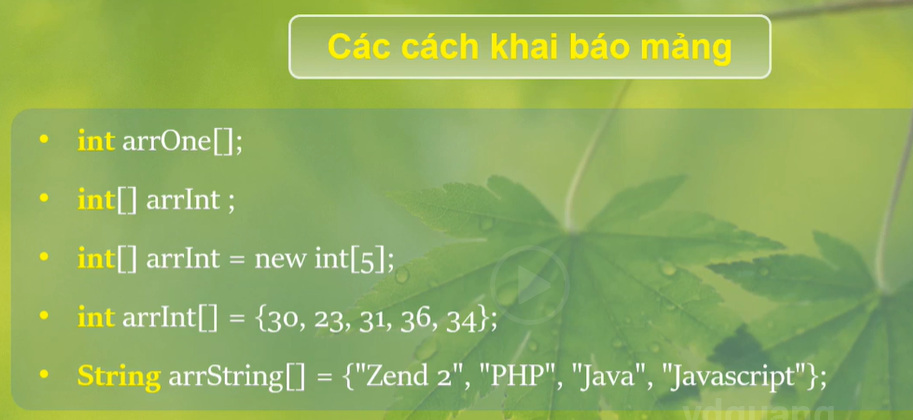 Các cách khai báo mảng
• int arrOne[];
• int[] arrInt ;
• int[] arrInt = new int[5];
• int arrInt[] = {30, 23, 31, 36, 34};
• String arrString[] = {"Zend 2", "PHP", "Java", "Javascript"};